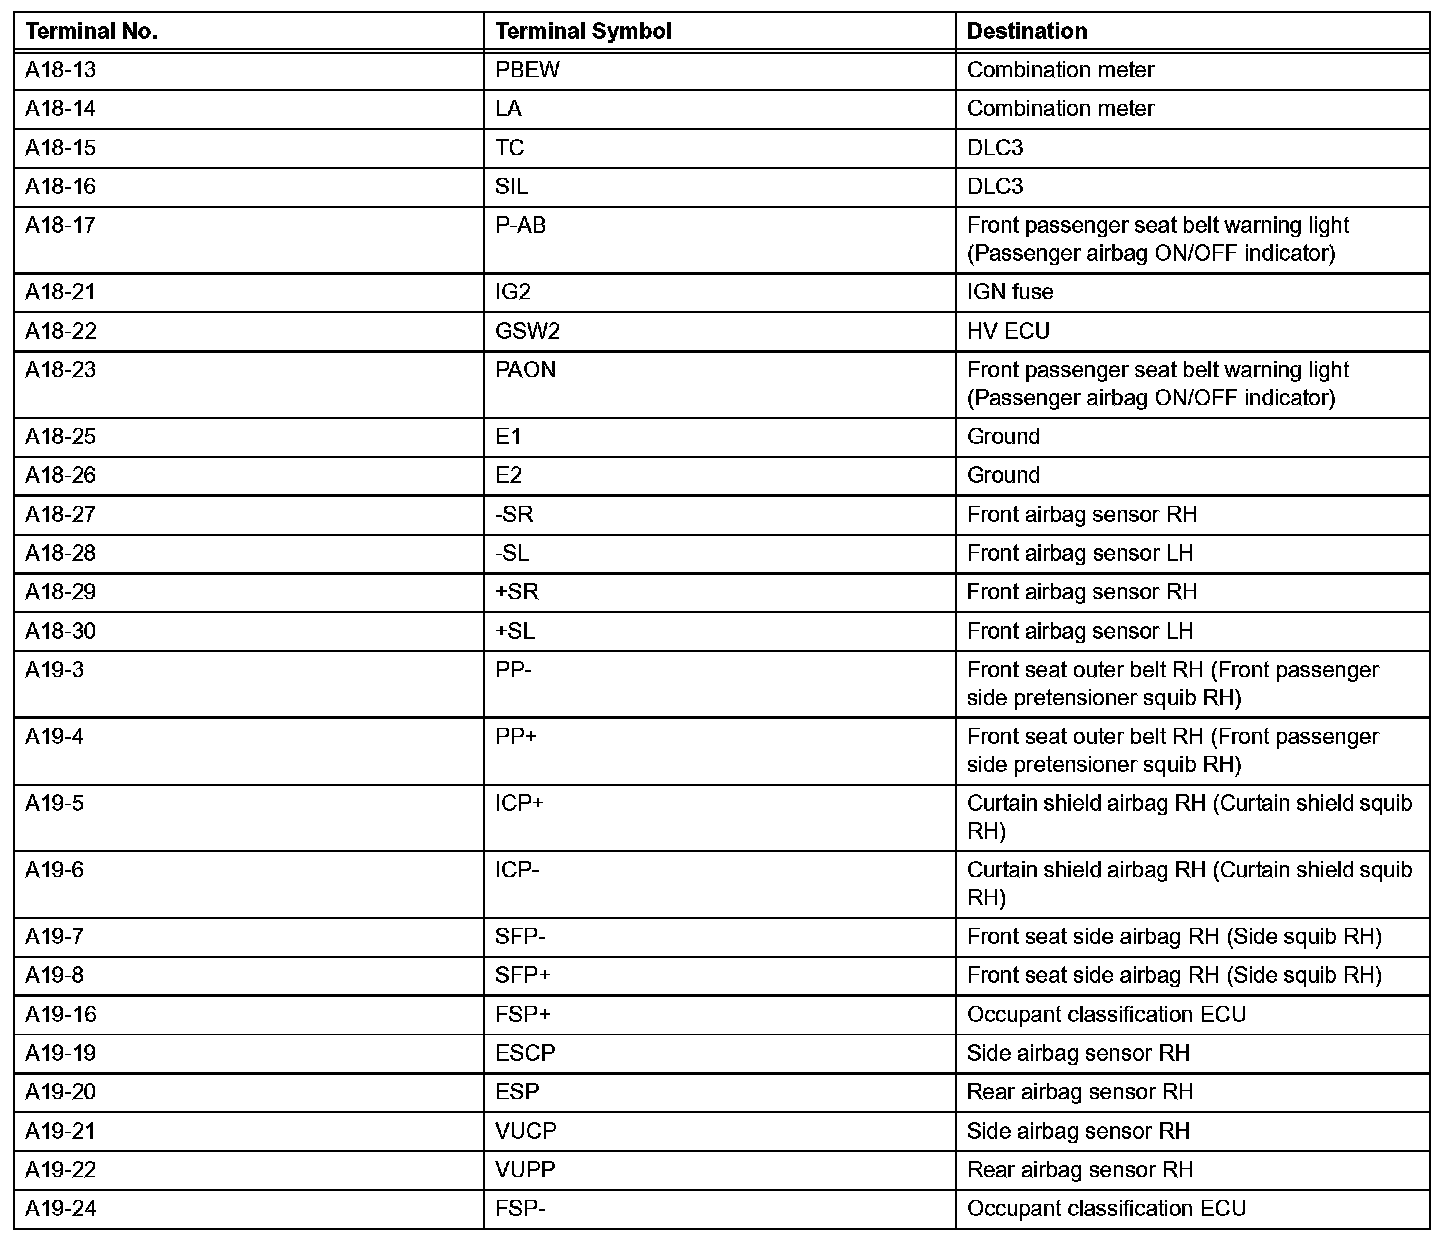 Terminal No. Terminal Symbol Destination
A18-13 PBEW Combination meter
A18-14 LA Combination meter
A18-15 TC DLC3
A18-16 SIL DLC3
A18-17 P-AB Front passenger seat belt warning light
(Passenger airbag ON/OFF indicator)
A18-21 IG2 IGN fuse
A18-22 GSW2 HV ECU
A18-23 PAON Front passenger seat belt warning light
(Passenger airbag ON/OFF indicator)
A18-25 E1 Ground
A18-26 E2 Ground
A18-27 -SR Front airbag sensor RH
A18-28 -SL Front airbag sensor LH
A18-29 +SR Front airbag sensor RH
A18-30 +SL Front airbag sensor LH
A19-3 PP- Front seat outer belt RH (Front passenger
side pretensioner squib RH)
A19-4 PP+ Front seat outer belt RH (Front passenger
side pretensioner squib RH)
A19-5 ICP+ Curtain shield airbag RH (Curtain shield squib
RH)
A19-6 ICP- Curtain shield airbag RH (Curtain shield squib
RH)
A19-7 SFP- Front seat side airbag RH (Side squib RH)
A19-8 SFP+ Front seat side airbag RH (Side squib RH)
A19-16 FSP+ Occupant classification ECU
A19-19 ESCP Side airbag sensor RH
A19-20 ESP Rear airbag sensor RH
A19-21 VUCP Side airbag sensor RH
A19-22 VUPP Rear airbag sensor RH
A19-24 FSP- Occupant classification ECU